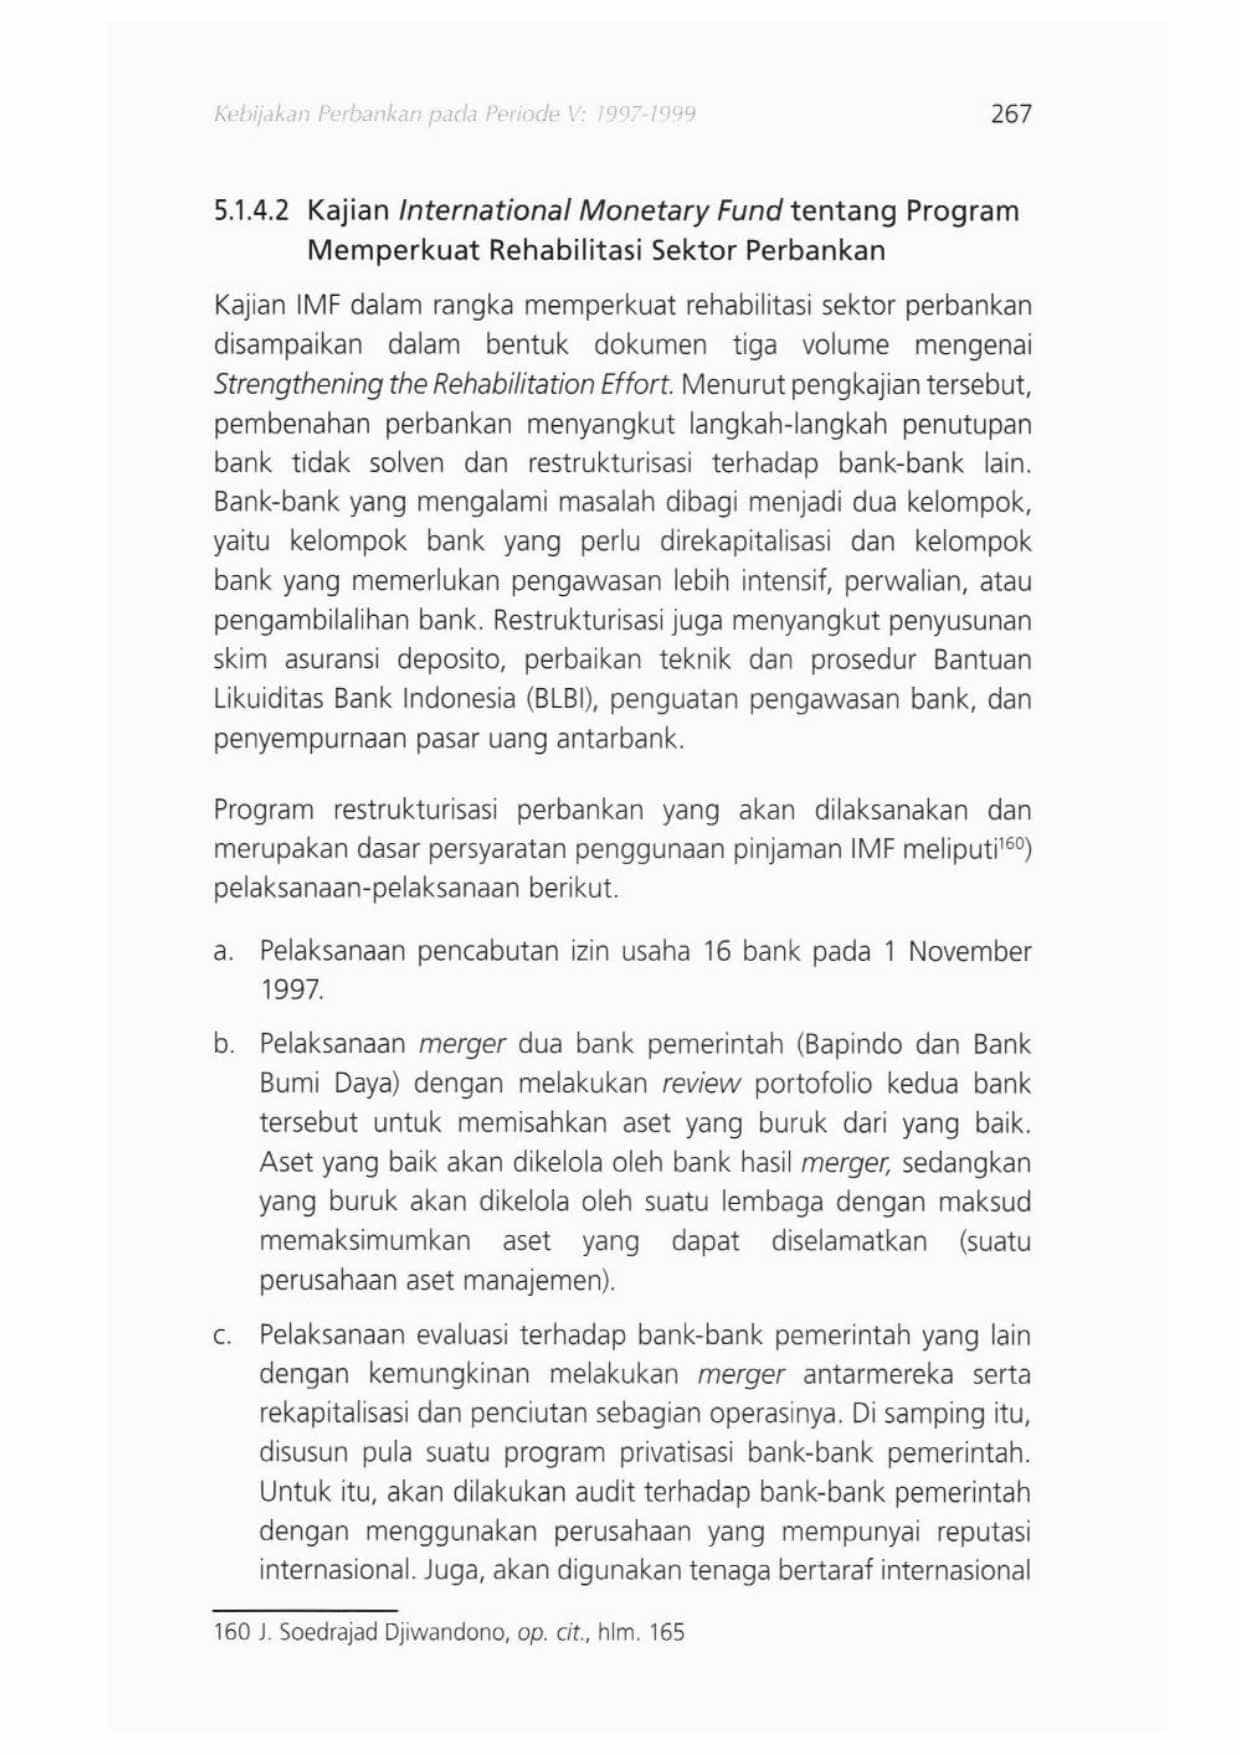 Kebijakan Perbankan pada Periode V: 1997-1999 267
5.1.4.2 Kajian International Monetary Fund tentang Program
Memperkuat Rehabilitasi Sektor Perbankan
Kajian IMF dalam rangka memperkuat rehabilitasi sektor perbankan
disampaikan dalam bentuk dokumen tiga volume mengenai
Strengthening the Rehabilitation Effort. Menurut pengkajian tersebut,
pembenahan perbankan menyangkut langkah-langkah penutupan
bank tidak solven dan restrukturisasi terhadap bank-bank lain.
Bank-bank yang mengalami masalah dibagi menjadi dua kelompok,
yaitu kelompok bank yang perlu direkapitalisasi dan kelompok
bank yang memerlukan pengawasan lebih intensif, perwalian, atau
pengambilalihan bank. Restrukturisasi juga menyangkut penyusunan
skim asuransi deposito, perbaikan teknik dan prosedur Bantuan
Likuiditas Bank Indonesia (BLBI), penguatan pengawasan bank, dan
penyempurnaan pasar uang antarbank.
Program restrukturisasi perbankan yang akan dilaksanakan dan
merupakan dasar persyaratan penggunaan pinjaman IMF meliputi¹⁶⁰)
pelaksanaan-pelaksanaan berikut.
a. Pelaksanaan pencabutan izin usaha 16 bank pada 1 November
1997.
b. Pelaksanaan merger dua bank pemerintah (Bapindo dan Bank
Bumi Daya) dengan melakukan review portofolio kedua bank
tersebut untuk memisahkan aset yang buruk dari yang baik.
Aset yang baik akan dikelola oleh bank hasil merger, sedangkan
yang buruk akan dikelola oleh suatu lembaga dengan maksud
memaksimumkan aset yang dapat diselamatkan (suatu
perusahaan aset manajemen).
c. Pelaksanaan evaluasi terhadap bank-bank pemerintah yang lain
dengan kemungkinan melakukan merger antarmereka serta
rekapitalisasi dan penciutan sebagian operasinya. Di samping itu,
disusun pula suatu program privatisasi bank-bank pemerintah.
Untuk itu, akan dilakukan audit terhadap bank-bank pemerintah
dengan menggunakan perusahaan yang mempunyai reputasi
internasional. Juga, akan digunakan tenaga bertaraf internasional
160 J. Soedrajad Djiwandono, op. cit., hlm. 165